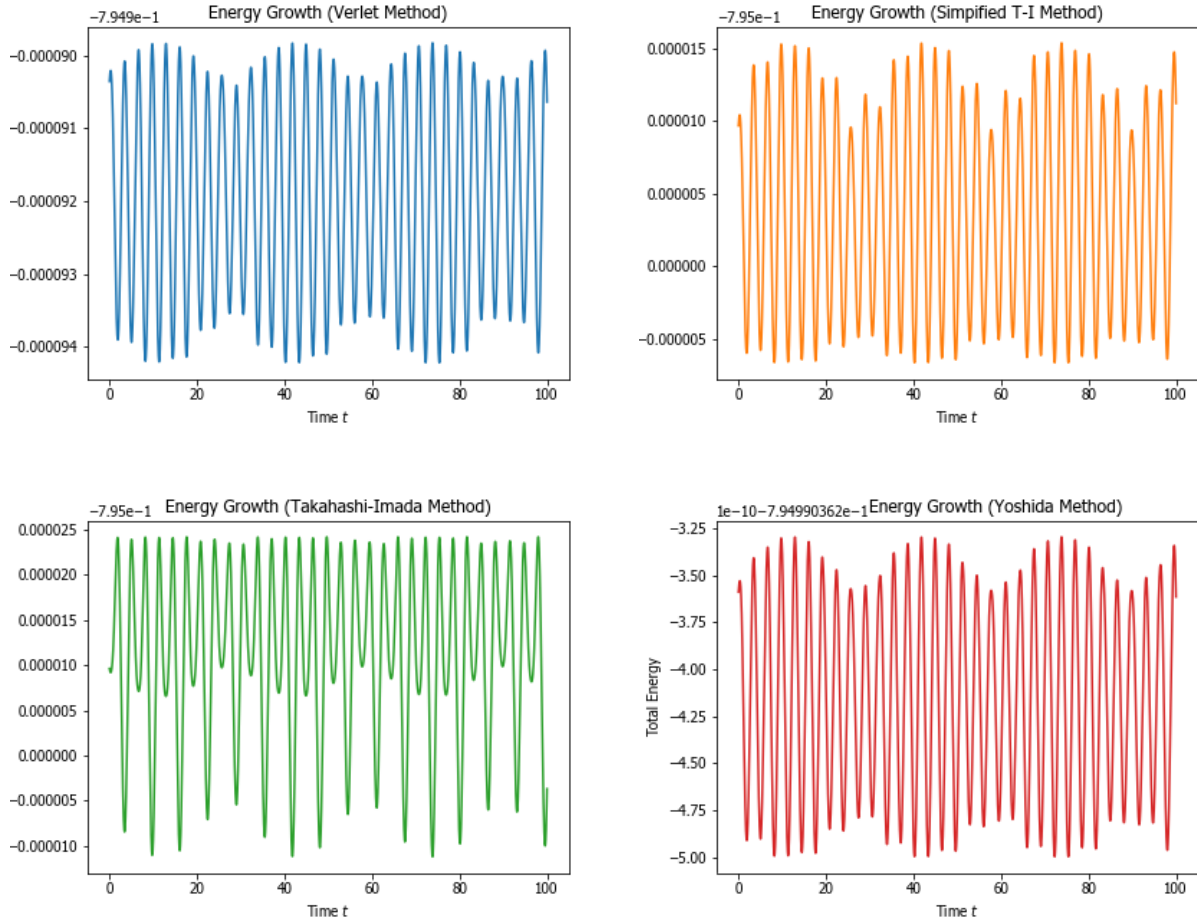 Energy Growth (Verlet Method)
−7.949e−1
−0.000090
−0.000091
−0.000092
−0.000093
−0.000094
0 20 40 60 80 100
Time t
Energy Growth (Simpified T-I Method)
−7.95e−1
0.000015
0.000010
0.000005
0.000000
−0.000005
0 20 40 60 80 100
Time t
Energy Growth (Takahashi-Imada Method)
−7.95e−1
0.000025
0.000020
0.000015
0.000010
0.000005
0.000000
−0.000005
−0.000010
0 20 40 60 80 100
Time t
Energy Growth (Yoshida Method)
1e−10−7.94990362e−1
−3.25
−3.50
−3.75
−4.00
−4.25
−4.50
−4.75
−5.00
Total Energy
0 20 40 60 80 100
Time t